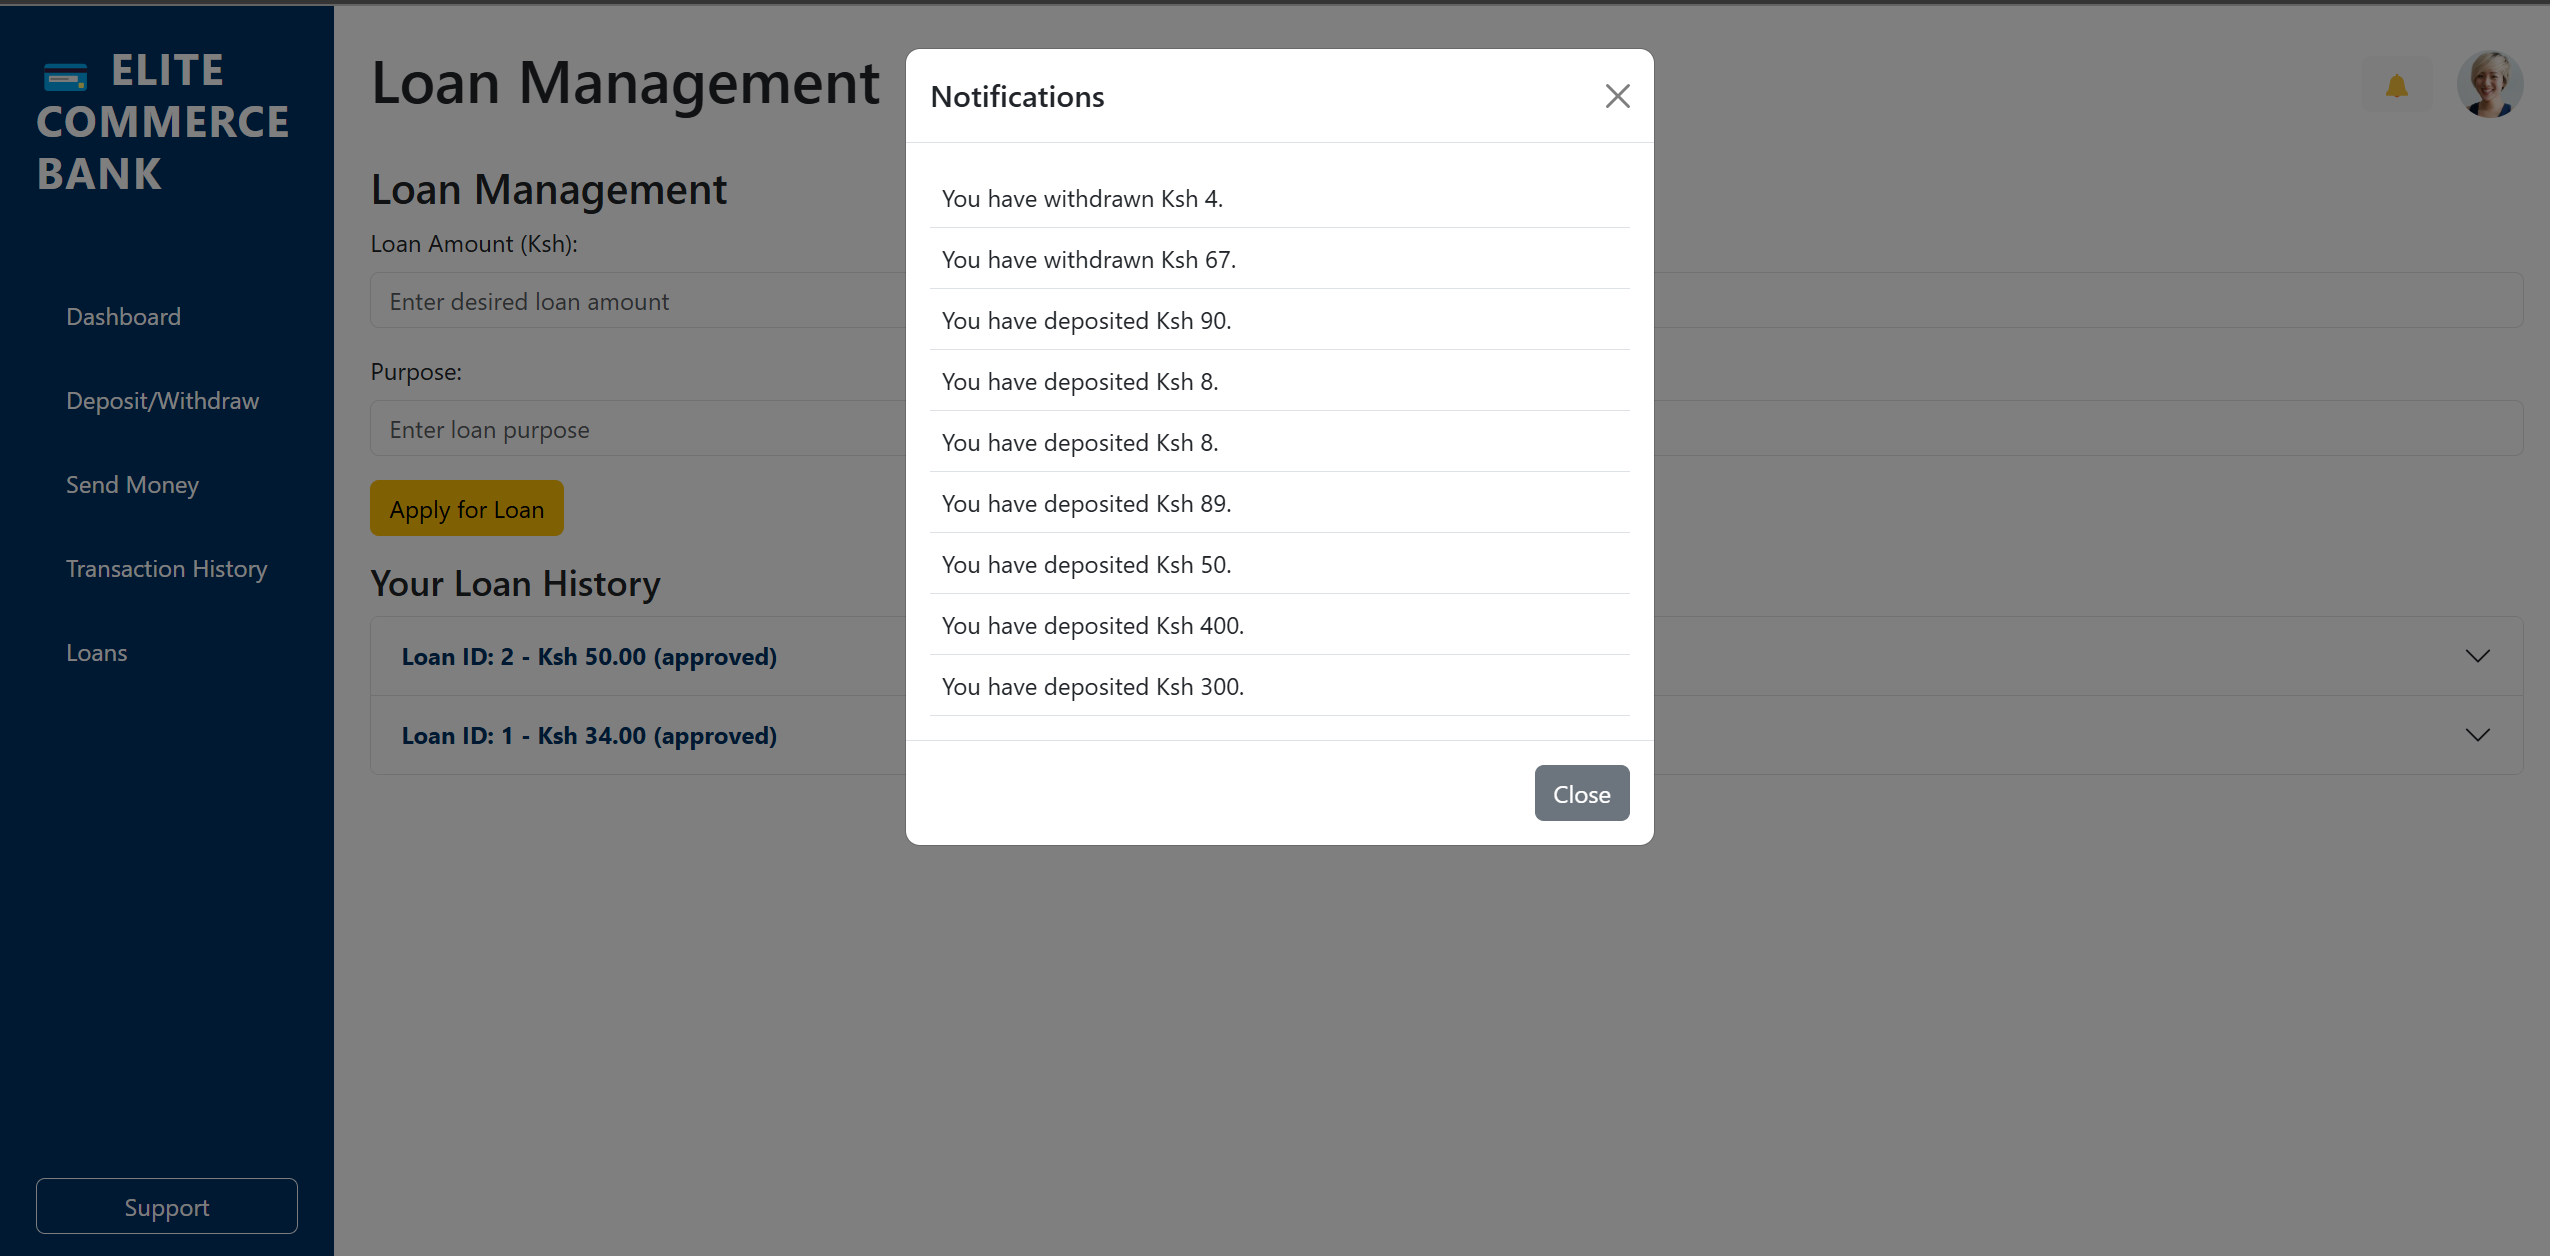 ELITE
COMMERCE
BANK
Dashboard
Deposit/Withdraw
Send Money
Transaction History
Loans
Support
Loan Management
Loan Management
Loan Amount (Ksh):
Enter desired loan amount
Purpose:
Enter loan purpose
Apply for Loan
Your Loan History
Loan ID: 2 - Ksh 50.00 (approved)
Loan ID: 1 - Ksh 34.00 (approved)
Notifications
You have withdrawn Ksh 4.
You have withdrawn Ksh 67.
You have deposited Ksh 90.
You have deposited Ksh 8.
You have deposited Ksh 8.
You have deposited Ksh 89.
You have deposited Ksh 50.
You have deposited Ksh 400.
You have deposited Ksh 300.
Close